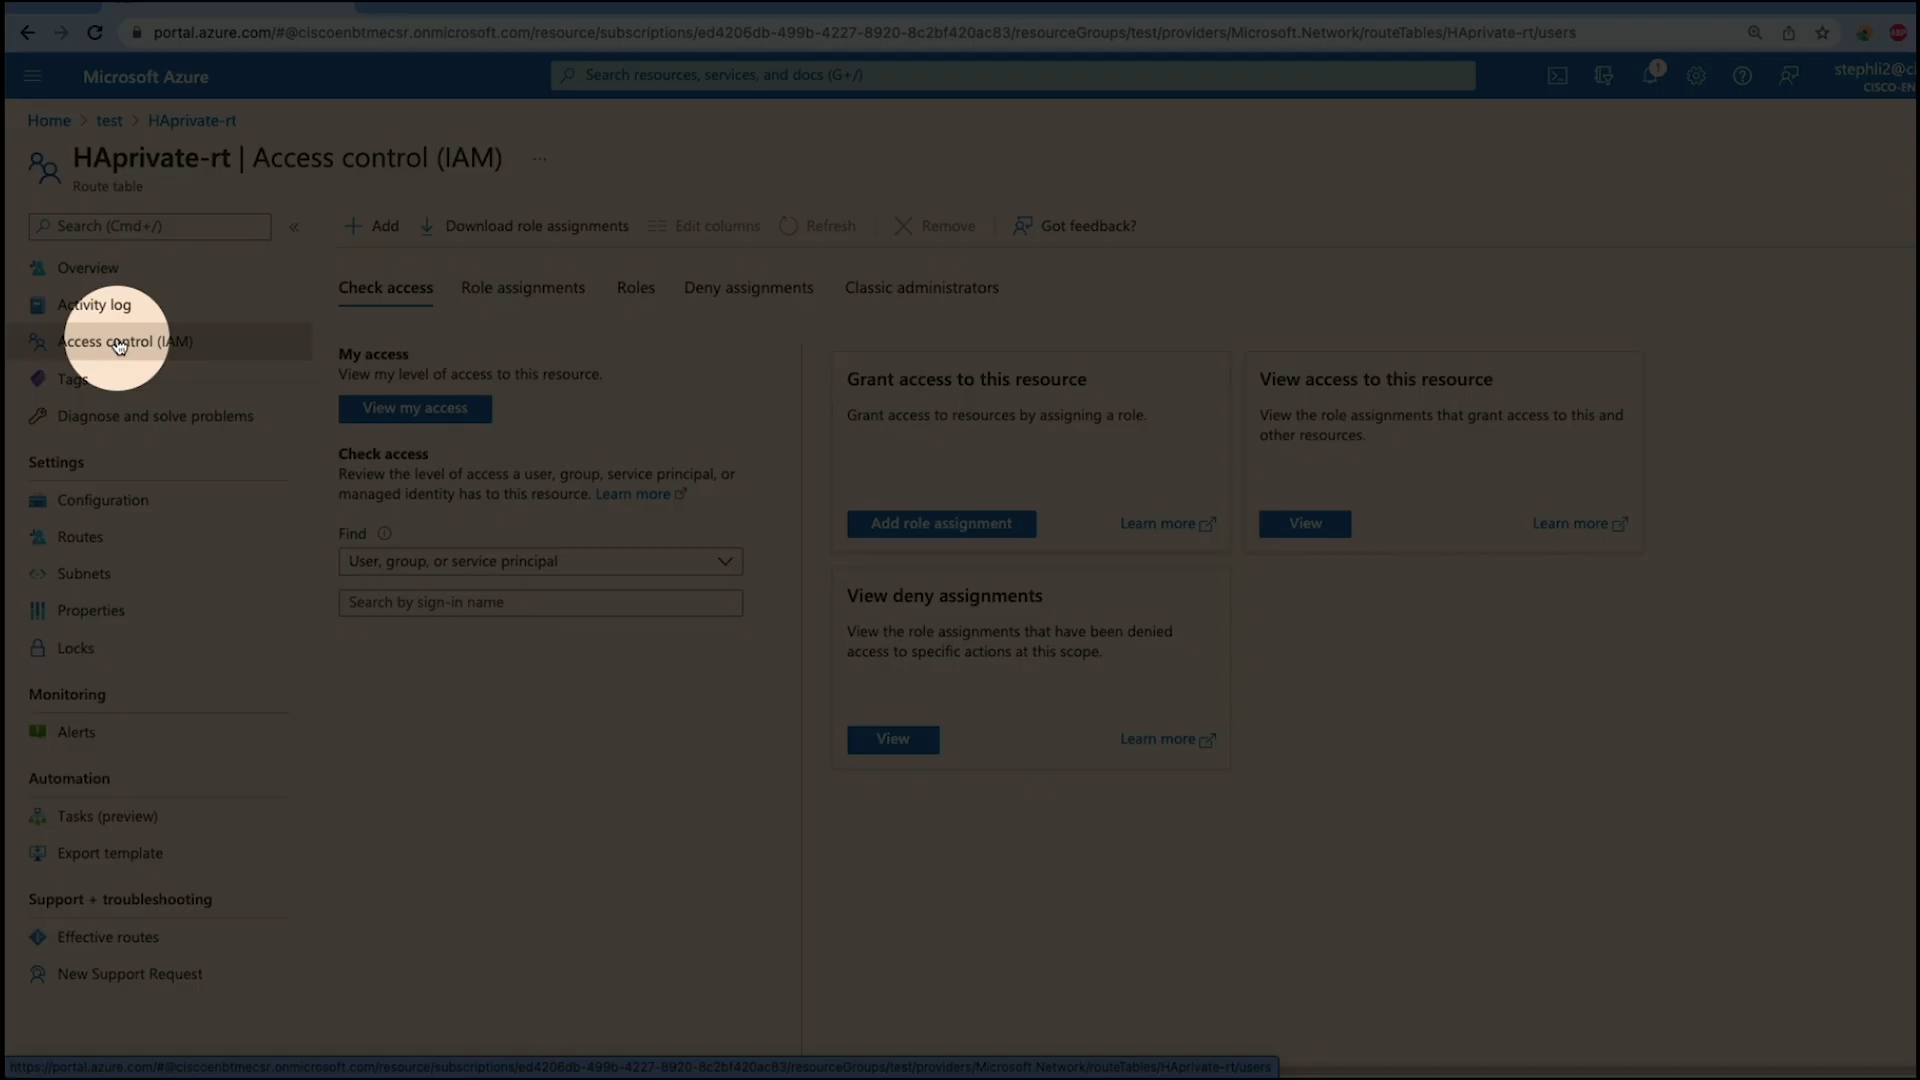 portal.azure.com/#@ciscoenbtmecsr.onmicrosoft.com/resource/subscriptions/ed4206db-499b-4227-8920-8c2bf420ac83/resourceGroups/test/providers/Microsoft.Network/routeTables/HAprivate-rt/users
Microsoft Azure
Search resources, services, and docs (G+/)
1
stephli2@ci
CISCO-EN
Home > test > HAprivate-rt
HAprivate-rt | Access control (IAM) ...
Route table
Search (Cmd+/)
«
Add
Download role assignments
Edit columns
Refresh
Remove
Got feedback?
Overview
Activity log
Access control (IAM)
Tags
Diagnose and solve problems
Settings
Configuration
Routes
Subnets
Properties
Locks
Monitoring
Alerts
Automation
Tasks (preview)
Export template
Support + troubleshooting
Effective routes
New Support Request
Check access
Role assignments
Roles
Deny assignments
Classic administrators
My access
View my level of access to this resource.
View my access
Check access
Review the level of access a user, group, service principal, or
managed identity has to this resource. Learn more
Find
User, group, or service principal
Search by sign-in name
Grant access to this resource
Grant access to resources by assigning a role.
Add role assignment
Learn more
View access to this resource
View the role assignments that grant access to this and
other resources.
View
Learn more
View deny assignments
View the role assignments that have been denied
access to specific actions at this scope.
View
Learn more
https://portal.azure.com/#@ciscoenbtmecsr.onmicrosoft.com/resource/subscriptions/ed4206db-499b-4227-8920-8c2bf420ac83/resourceGroups/test/providers/Microsoft.Network/routeTables/HAprivate-rt/users